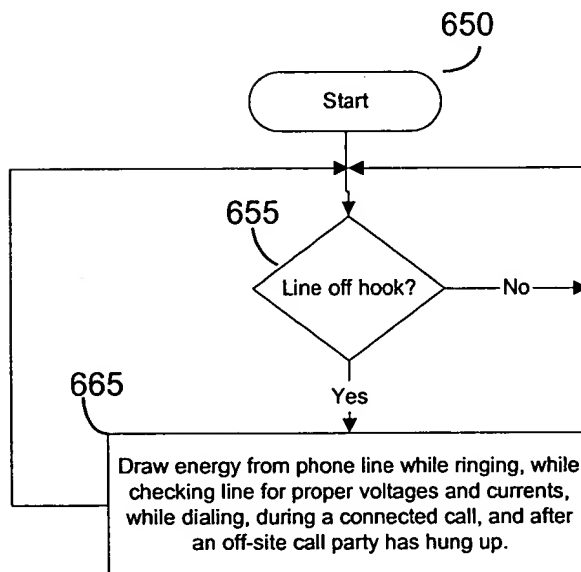 650
Start
655
Line off hook?
No
Yes
665
Draw energy from phone line while ringing, while
checking line for proper voltages and currents,
while dialing, during a connected call, and after
an off-site call party has hung up.